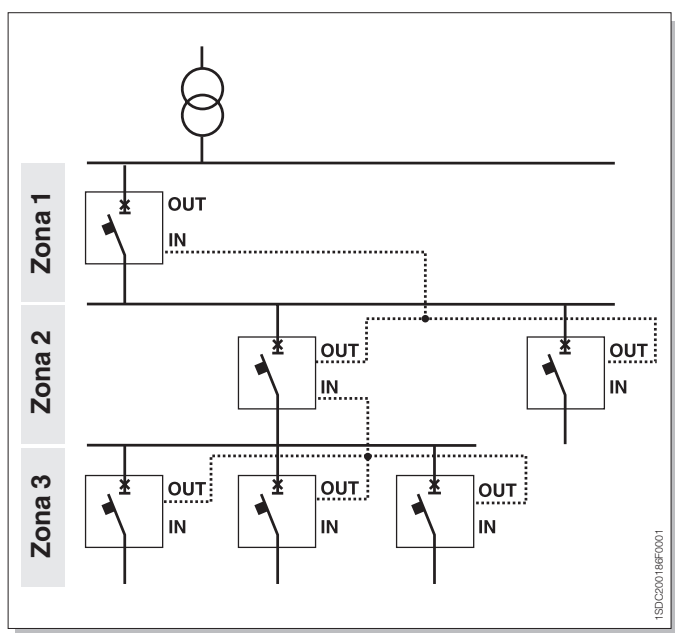 Zona 1
OUT
IN
Zona 2
OUT
IN
OUT
IN
Zona 3
OUT
IN
OUT
IN
OUT
IN
1SDC200186F0001